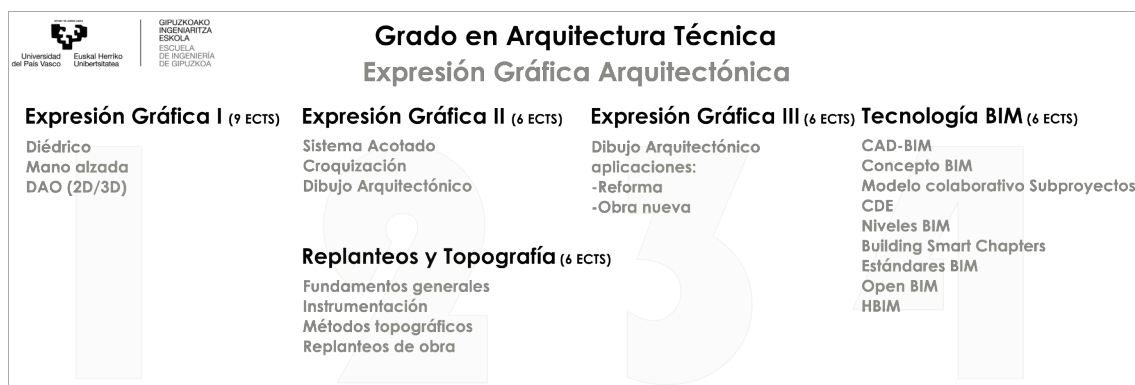 Universidad del País Vasco
Euskal Herriko Unibertsitatea
GIPUZKOAKO
INGENIARITZA
ESKOLA
ESCUELA
DE INGENIERÍA
DE GIPUZKOA
Grado en Arquitectura Técnica
Expresión Gráfica Arquitectónica
Expresión Gráfica I (9 ECTS)
Diédrico
Mano alzada
DAO (2D/3D)
1
Expresión Gráfica II (6 ECTS)
Sistema Acotado
Croquización
Dibujo Arquitectónico
Replanteos y Topografía (6 ECTS)
Fundamentos generales
Instrumentación
Métodos topográficos
Replanteos de obra
2
Expresión Gráfica III (6 ECTS)
Dibujo Arquitectónico
aplicaciones:
-Reforma
-Obra nueva
3
Tecnología BIM (6 ECTS)
CAD-BIM
Concepto BIM
Modelo colaborativo Subproyectos
CDE
Niveles BIM
Building Smart Chapters
Estándares BIM
Open BIM
HBIM
4